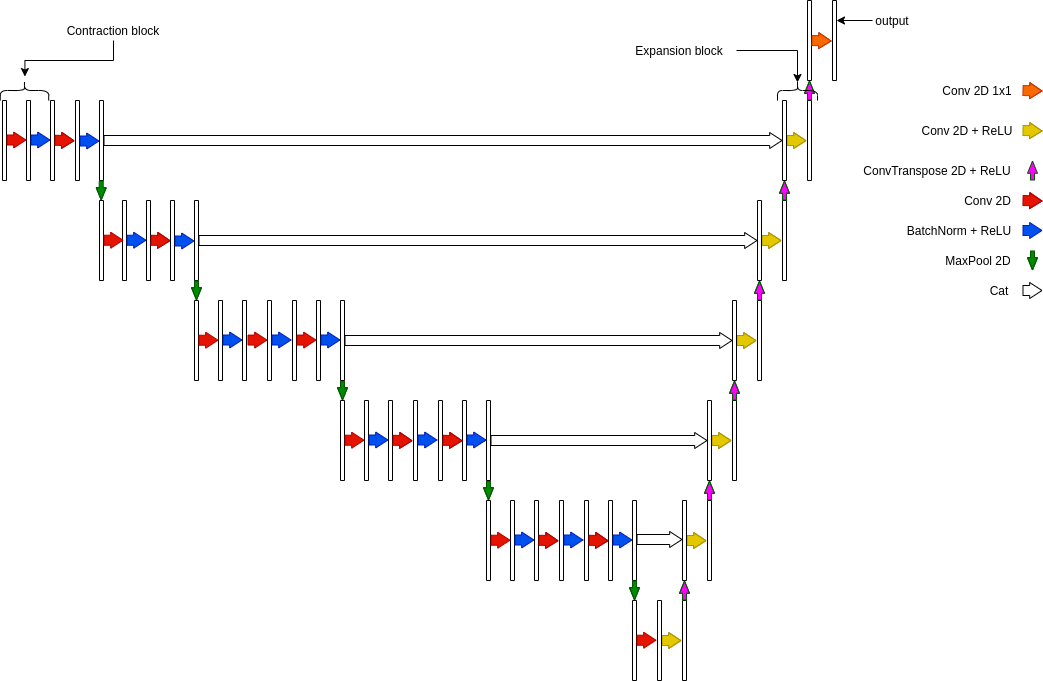 Contraction block
output
Expansion block
Conv 2D 1x1
Conv 2D + ReLU
ConvTranspose 2D + ReLU
Conv 2D
BatchNorm + ReLU
MaxPool 2D
Cat